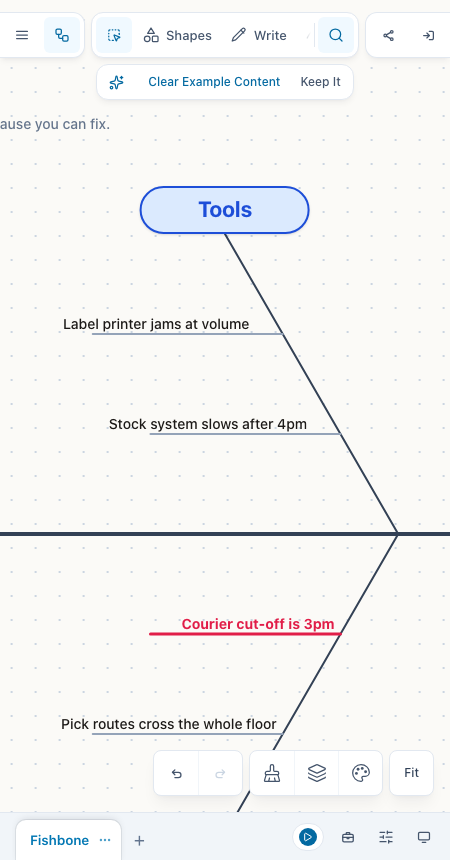 Shapes
Write
Clear Example Content
Keep It
ause you can fix.
Tools
Label printer jams at volume
Stock system slows after 4pm
Courier cut-off is 3pm
Pick routes cross the whole floor
Fit
Fishbone